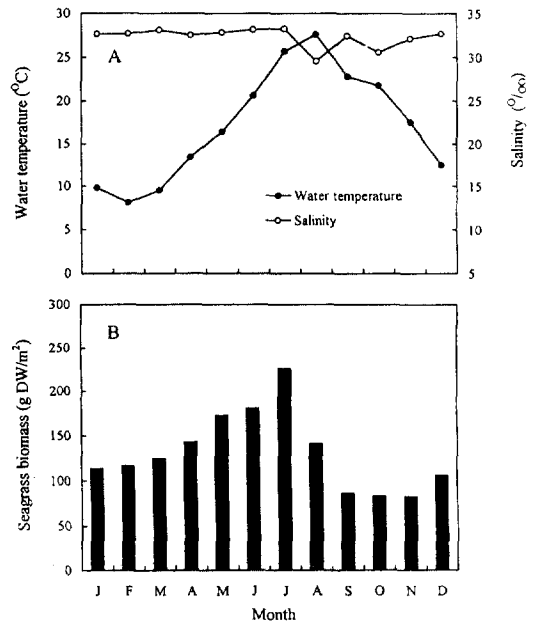 A
Water temperature (°C)
30
25
20
15
10
5
0
Salinity (°/∞)
35
30
25
20
15
10
5
Water temperature
Salinity
B
Seagrass biomass (g DW/m²)
300
250
200
150
100
50
0
J F M A M J J A S O N D
Month